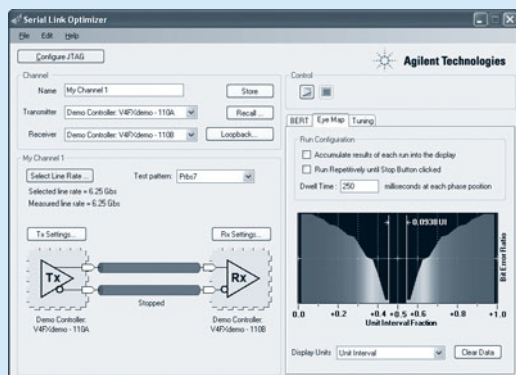 Serial Link Optimizer
File Edit Help
Configure JTAG
Agilent Technologies
Channel
Name My Channel 1 Store
Transmitter Demo Controller: V4FXdemo - 110A Recall...
Receiver Demo Controller: V4FXdemo - 110B Loopback...
Control
BERT Eye Map Tuning
Run Configuration
Accumulate results of each run into the display
Run Repetitively until Stop Button clicked
Dwell Time : 250 milliseconds at each phase position
My Channel 1
Select Line Rate ... Test pattern: Prbs7
Selected line rate = 6.25 Gbs
Measured line rate = 6.25 Gbs
Tx Settings... Rx Settings...
Tx Rx
Stopped
Demo Controller: V4FXdemo - 110A
Demo Controller: V4FXdemo - 110B
0.0938 UI
Bit Error Ratio
0.0 +0.2 +0.4 +0.5 +0.6 +0.8 +1.0
Unit Interval Fraction
Display Units Unit Interval Clear Data